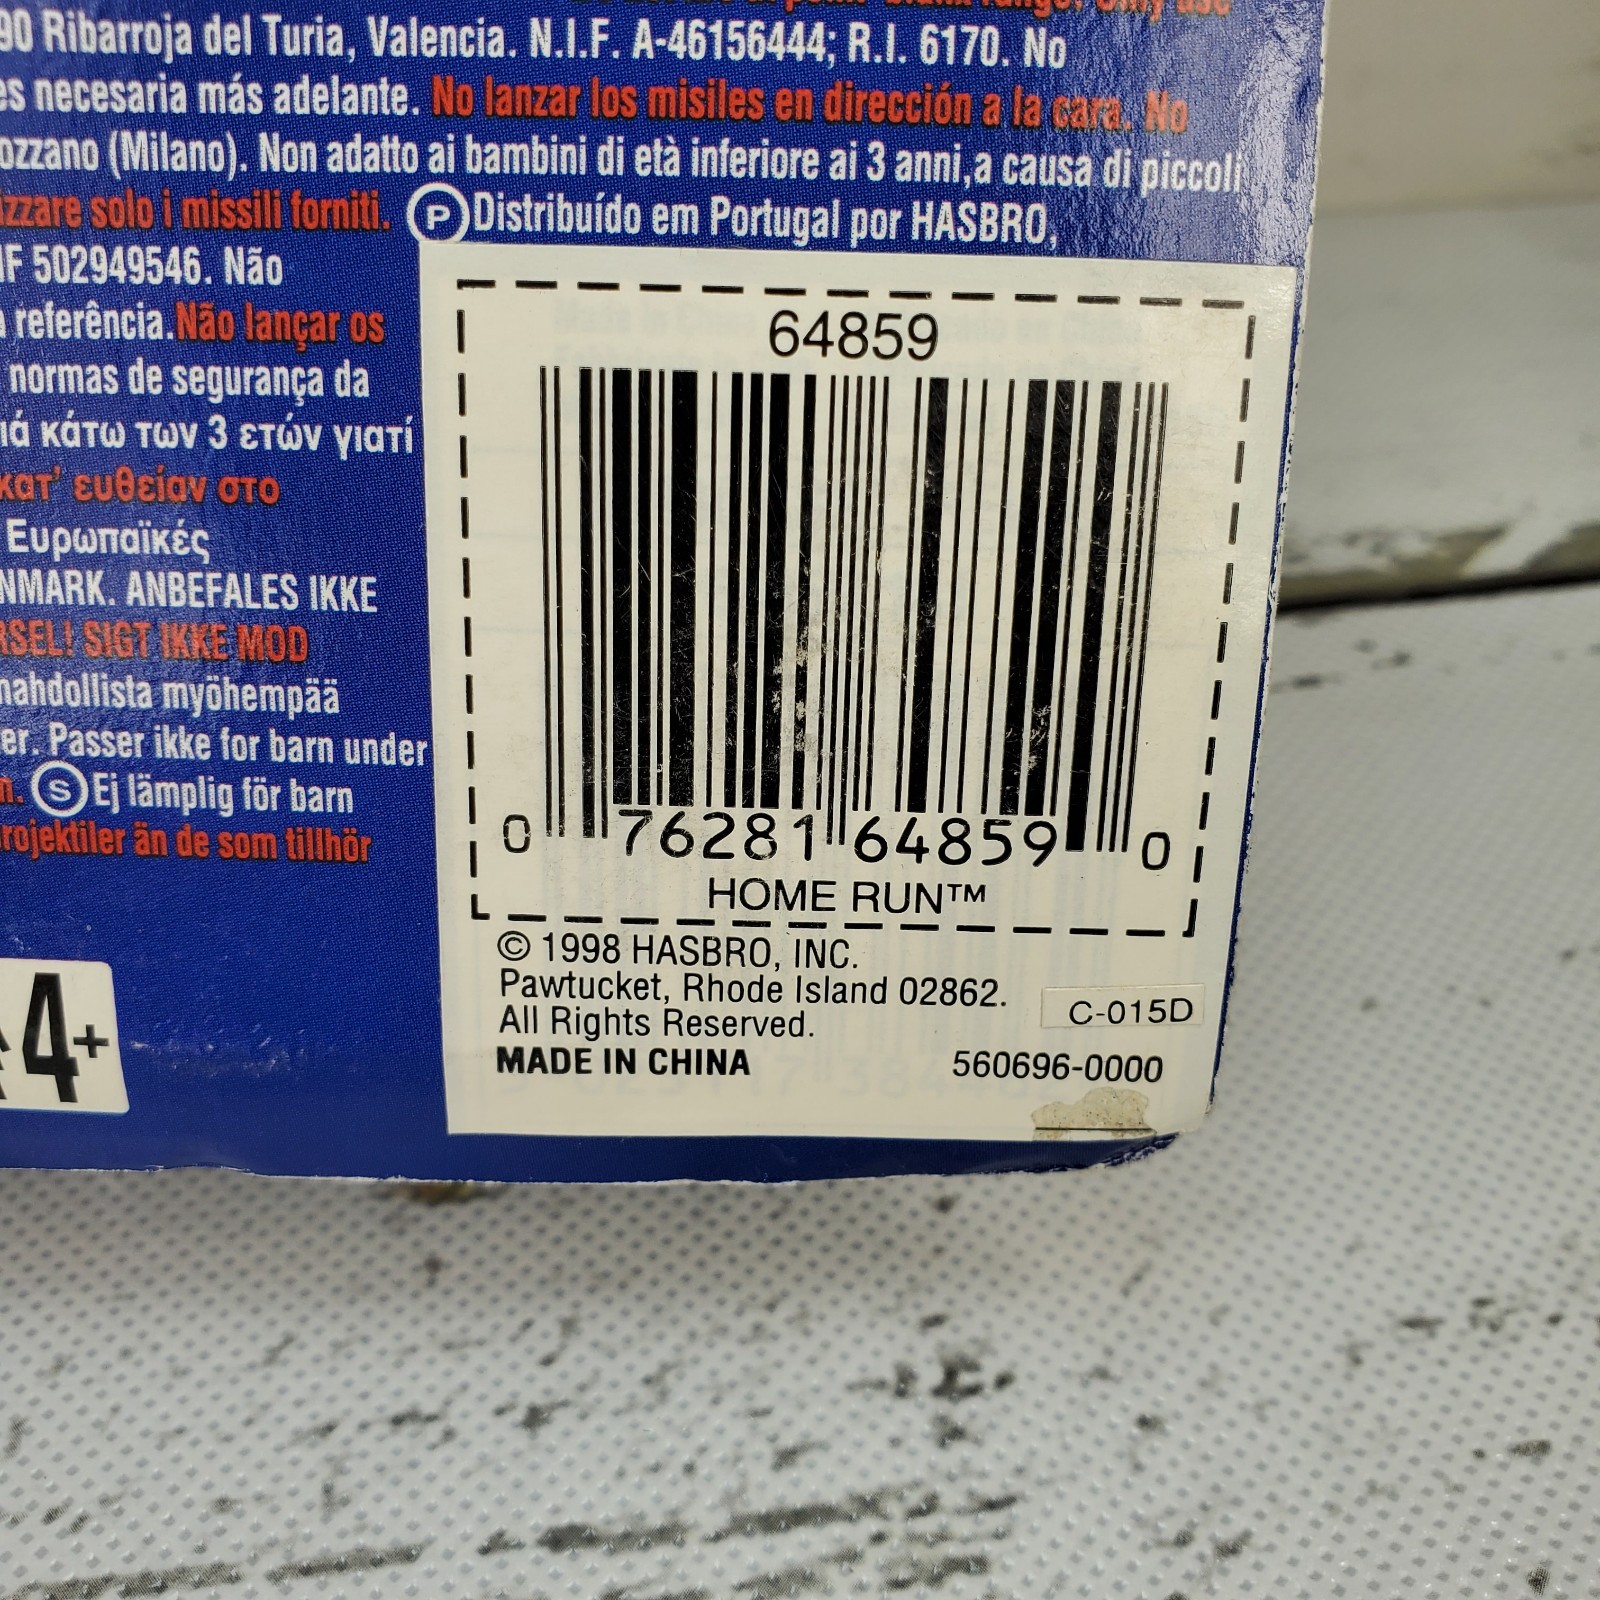 90 Ribarroja del Turia, Valencia. N.I.F. A-46156444; R.I. 6170. No
es necesaria más adelante. No lanzar los misiles en dirección a la cara. No
ozzano (Milano). Non adatto ai bambini di età inferiore ai 3 anni, a causa di piccoli
izzare solo i missili forniti. P Distribuído em Portugal por HASBRO,
IF 502949546. Não
referência. Não lançar os
normas de segurança da
ιά κάτω των 3 ετών γιατί
κατ' ευθείαν στο
Ευρωπαϊκές
NMARK. ANBEFALES IKKE
RSEL! SIGT IKKE MOD
mahdollista myöhempää
er. Passer ikke for barn under
n. S Ej lämplig för barn
rojektiler än de som tillhör
4+
64859
0 76281 64859 0
HOME RUN™
© 1998 HASBRO, INC.
Pawtucket, Rhode Island 02862.
All Rights Reserved.
C-015D
MADE IN CHINA
560696-0000